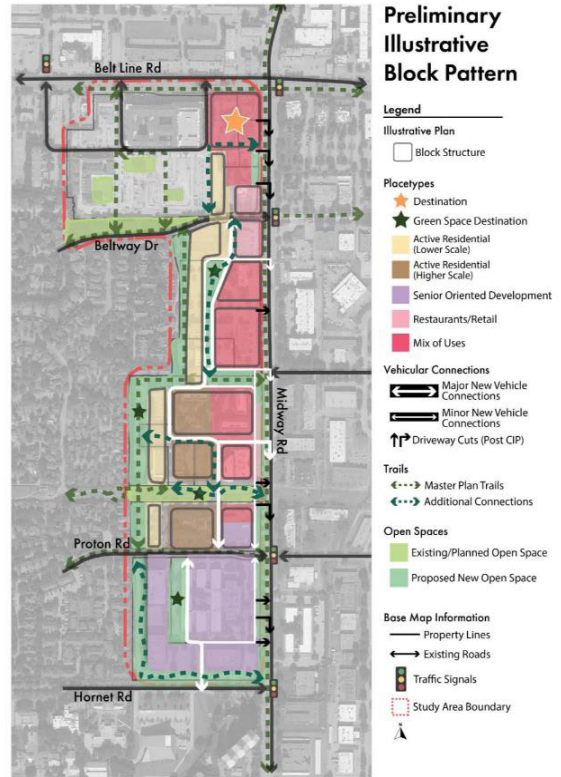 Preliminary
Illustrative
Block Pattern
Belt Line Rd
Beltway Dr
Midway Rd
Proton Rd
Hornet Rd
Legend
Illustrative Plan
Block Structure
Placetypes
Destination
Green Space Destination
Active Residential
(Lower Scale)
Active Residential
(Higher Scale)
Senior Oriented Development
Restaurants/Retail
Mix of Uses
Vehicular Connections
Major New Vehicle
Connections
Minor New Vehicle
Connections
Driveway Cuts (Post CIP)
Trails
Master Plan Trails
Additional Connections
Open Spaces
Existing/Planned Open Space
Proposed New Open Space
Base Map Information
Property Lines
Existing Roads
Traffic Signals
Study Area Boundary
N